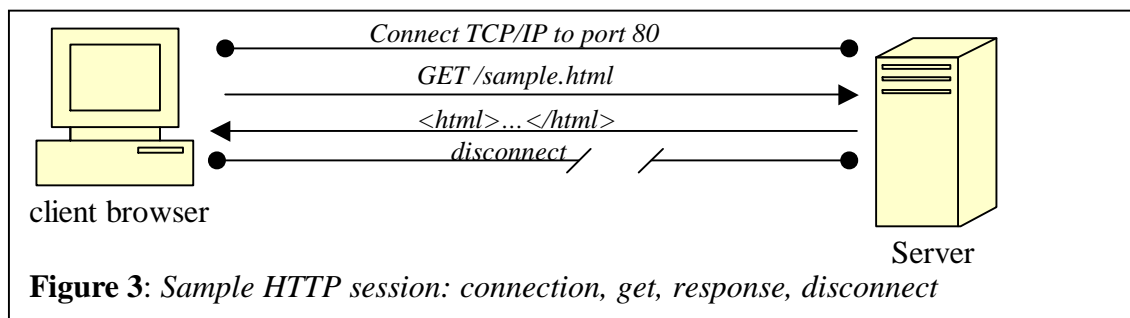 Connect TCP/IP to port 80
GET /sample.html
<html>…</html>
disconnect
client browser
Server
Figure 3: Sample HTTP session: connection, get, response, disconnect